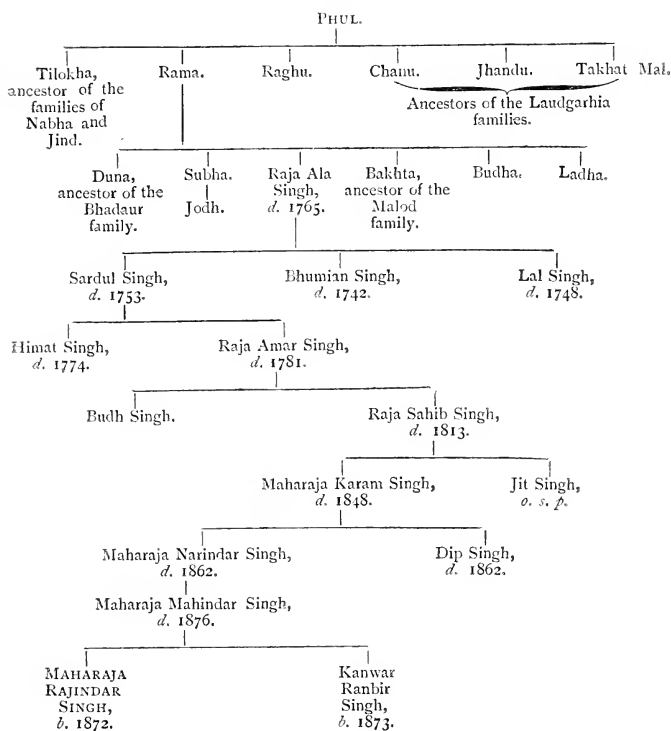 PHUL.
Tilokha, Rama. Raghu. Chanu. Jhandu. Takhat Mal,
ancestor of the
families of
Nabha and
Jind.
Ancestors of the Laudgarhia
families.
Duna,
ancestor of the
Bhadaur
family.
Subha.
Jodh.
Raja Ala
Singh,
d. 1765.
Bakhta,
ancestor of the
Malod
family.
Budha.
Ladha.
Sardul Singh,
d. 1753.
Bhumian Singh,
d. 1742.
Lal Singh,
d. 1748.
Himat Singh,
d. 1774.
Raja Amar Singh,
d. 1781.
Budh Singh.
Raja Sahib Singh,
d. 1813.
Maharaja Karam Singh,
d. 1848.
Jit Singh,
o. s. p.
Maharaja Narindar Singh,
d. 1862.
Dip Singh,
d. 1862.
Maharaja Mahindar Singh,
d. 1876.
MAHARAJA
RAJINDAR
SINGH,
b. 1872.
Kanwar
Ranbir
Singh,
b. 1873.